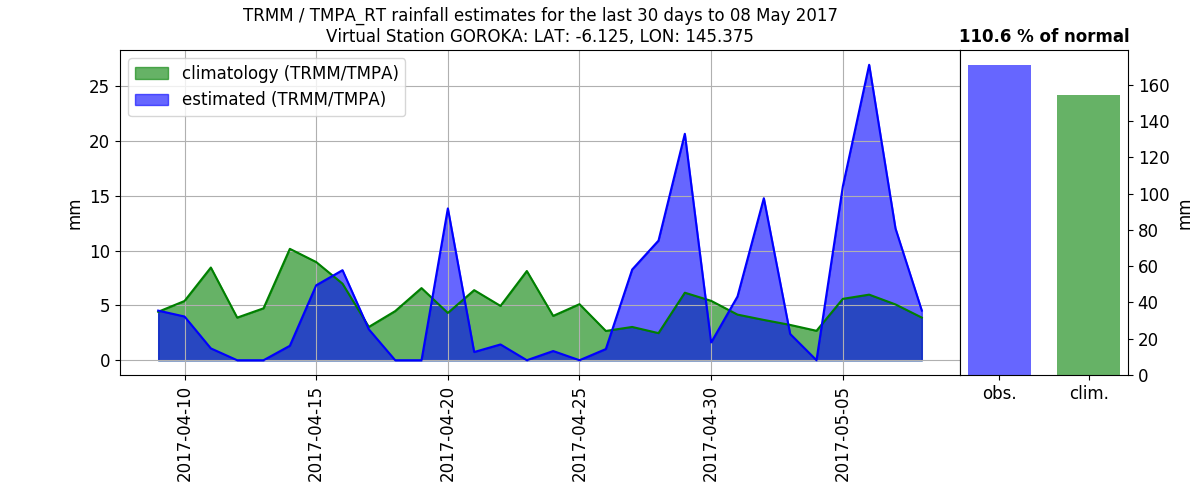 TRMM / TMPA_RT rainfall estimates for the last 30 days to 08 May 2017
Virtual Station GOROKA: LAT: -6.125, LON: 145.375
110.6 % of normal
climatology (TRMM/TMPA)
estimated (TRMM/TMPA)
25
20
15
10
5
0
mm
2017-04-10
2017-04-15
2017-04-20
2017-04-25
2017-04-30
2017-05-05
160
140
120
100
80
60
40
20
0
mm
obs.
clim.